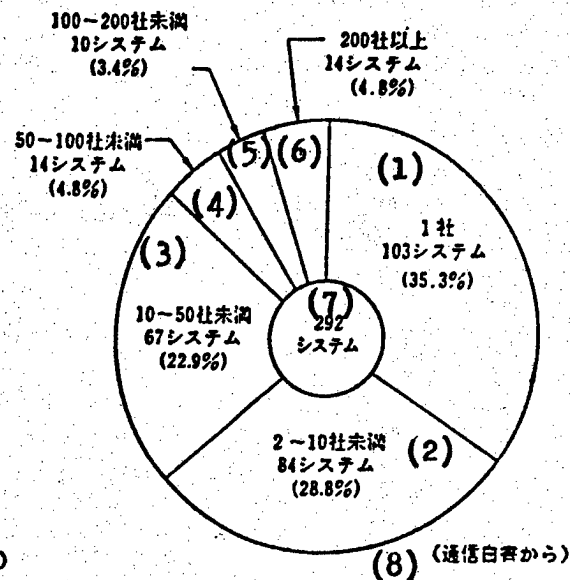 100~200社未満
10システム
(3.4%)
200社以上
14システム
(4.8%)
50~100社未満
14システム
(4.8%)
(5)
(6)
(1)
(4)
(3)
1社
103システム
(35.3%)
(7)
292
システム
10~50社未満
67システム
(22.9%)
2~10社未満
84システム
(28.8%)
(2)
(8) (通信白書から)
)